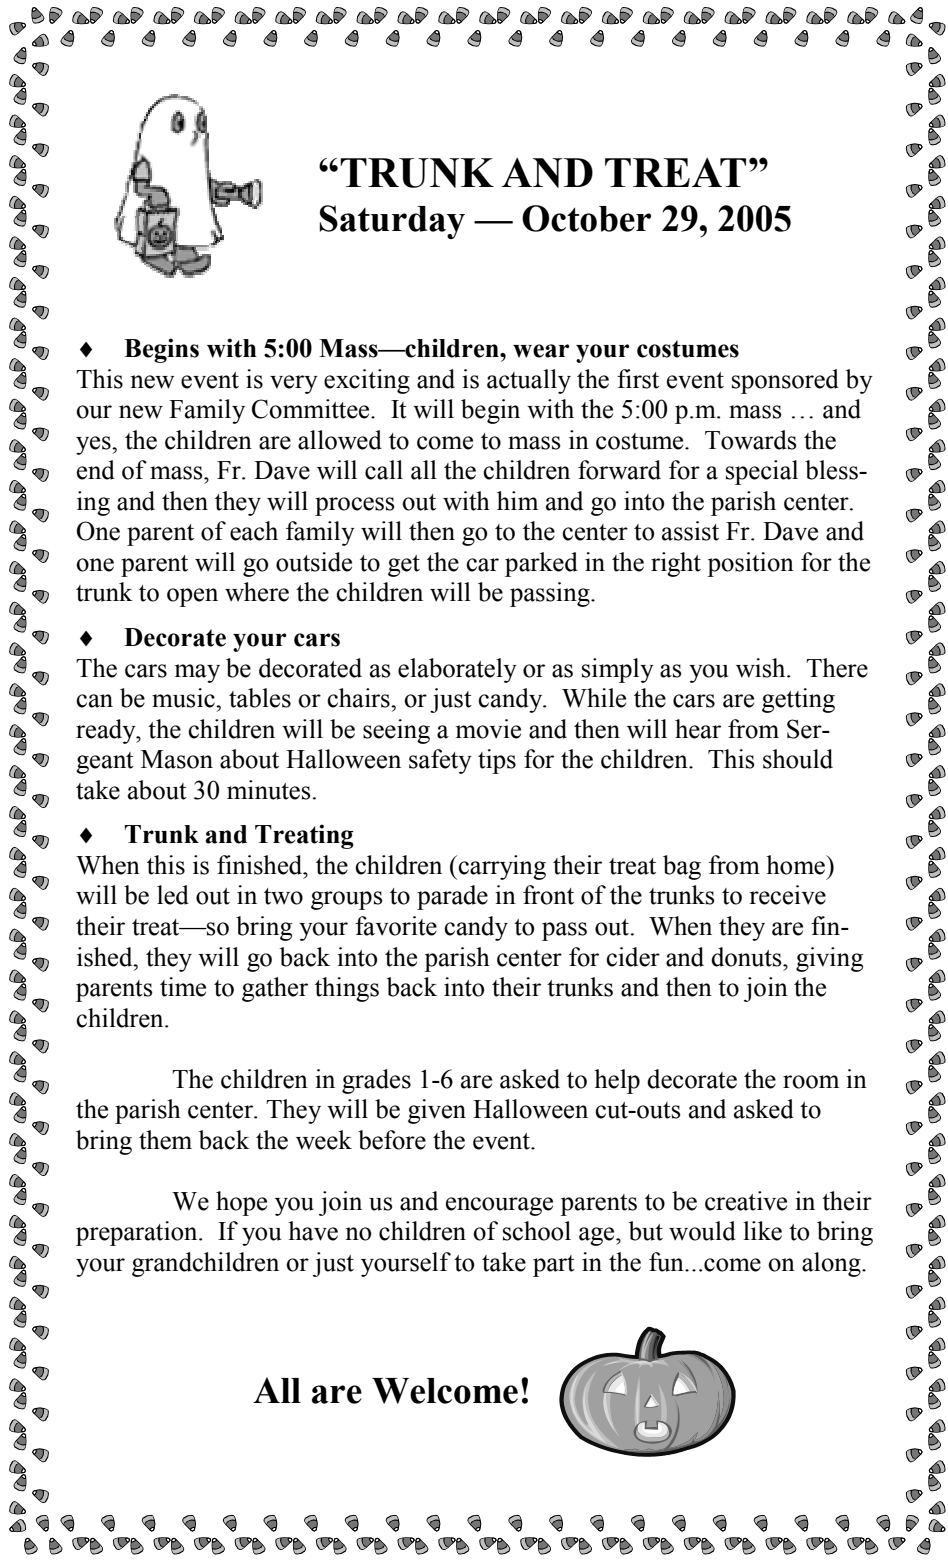 “TRUNK AND TREAT”
Saturday — October 29, 2005
♦ Begins with 5:00 Mass—children, wear your costumes
This new event is very exciting and is actually the first event sponsored by
our new Family Committee.  It will begin with the 5:00 p.m. mass … and
yes, the children are allowed to come to mass in costume.  Towards the
end of mass, Fr. Dave will call all the children forward for a special bless-
ing and then they will process out with him and go into the parish center.
One parent of each family will then go to the center to assist Fr. Dave and
one parent will go outside to get the car parked in the right position for the
trunk to open where the children will be passing.
♦ Decorate your cars
The cars may be decorated as elaborately or as simply as you wish.  There
can be music, tables or chairs, or just candy.  While the cars are getting
ready, the children will be seeing a movie and then will hear from Ser-
geant Mason about Halloween safety tips for the children.  This should
take about 30 minutes.
♦ Trunk and Treating
When this is finished, the children (carrying their treat bag from home)
will be led out in two groups to parade in front of the trunks to receive
their treat—so bring your favorite candy to pass out.  When they are fin-
ished, they will go back into the parish center for cider and donuts, giving
parents time to gather things back into their trunks and then to join the
children.
The children in grades 1-6 are asked to help decorate the room in
the parish center. They will be given Halloween cut-outs and asked to
bring them back the week before the event.
We hope you join us and encourage parents to be creative in their
preparation.  If you have no children of school age, but would like to bring
your grandchildren or just yourself to take part in the fun...come on along.
All are Welcome!